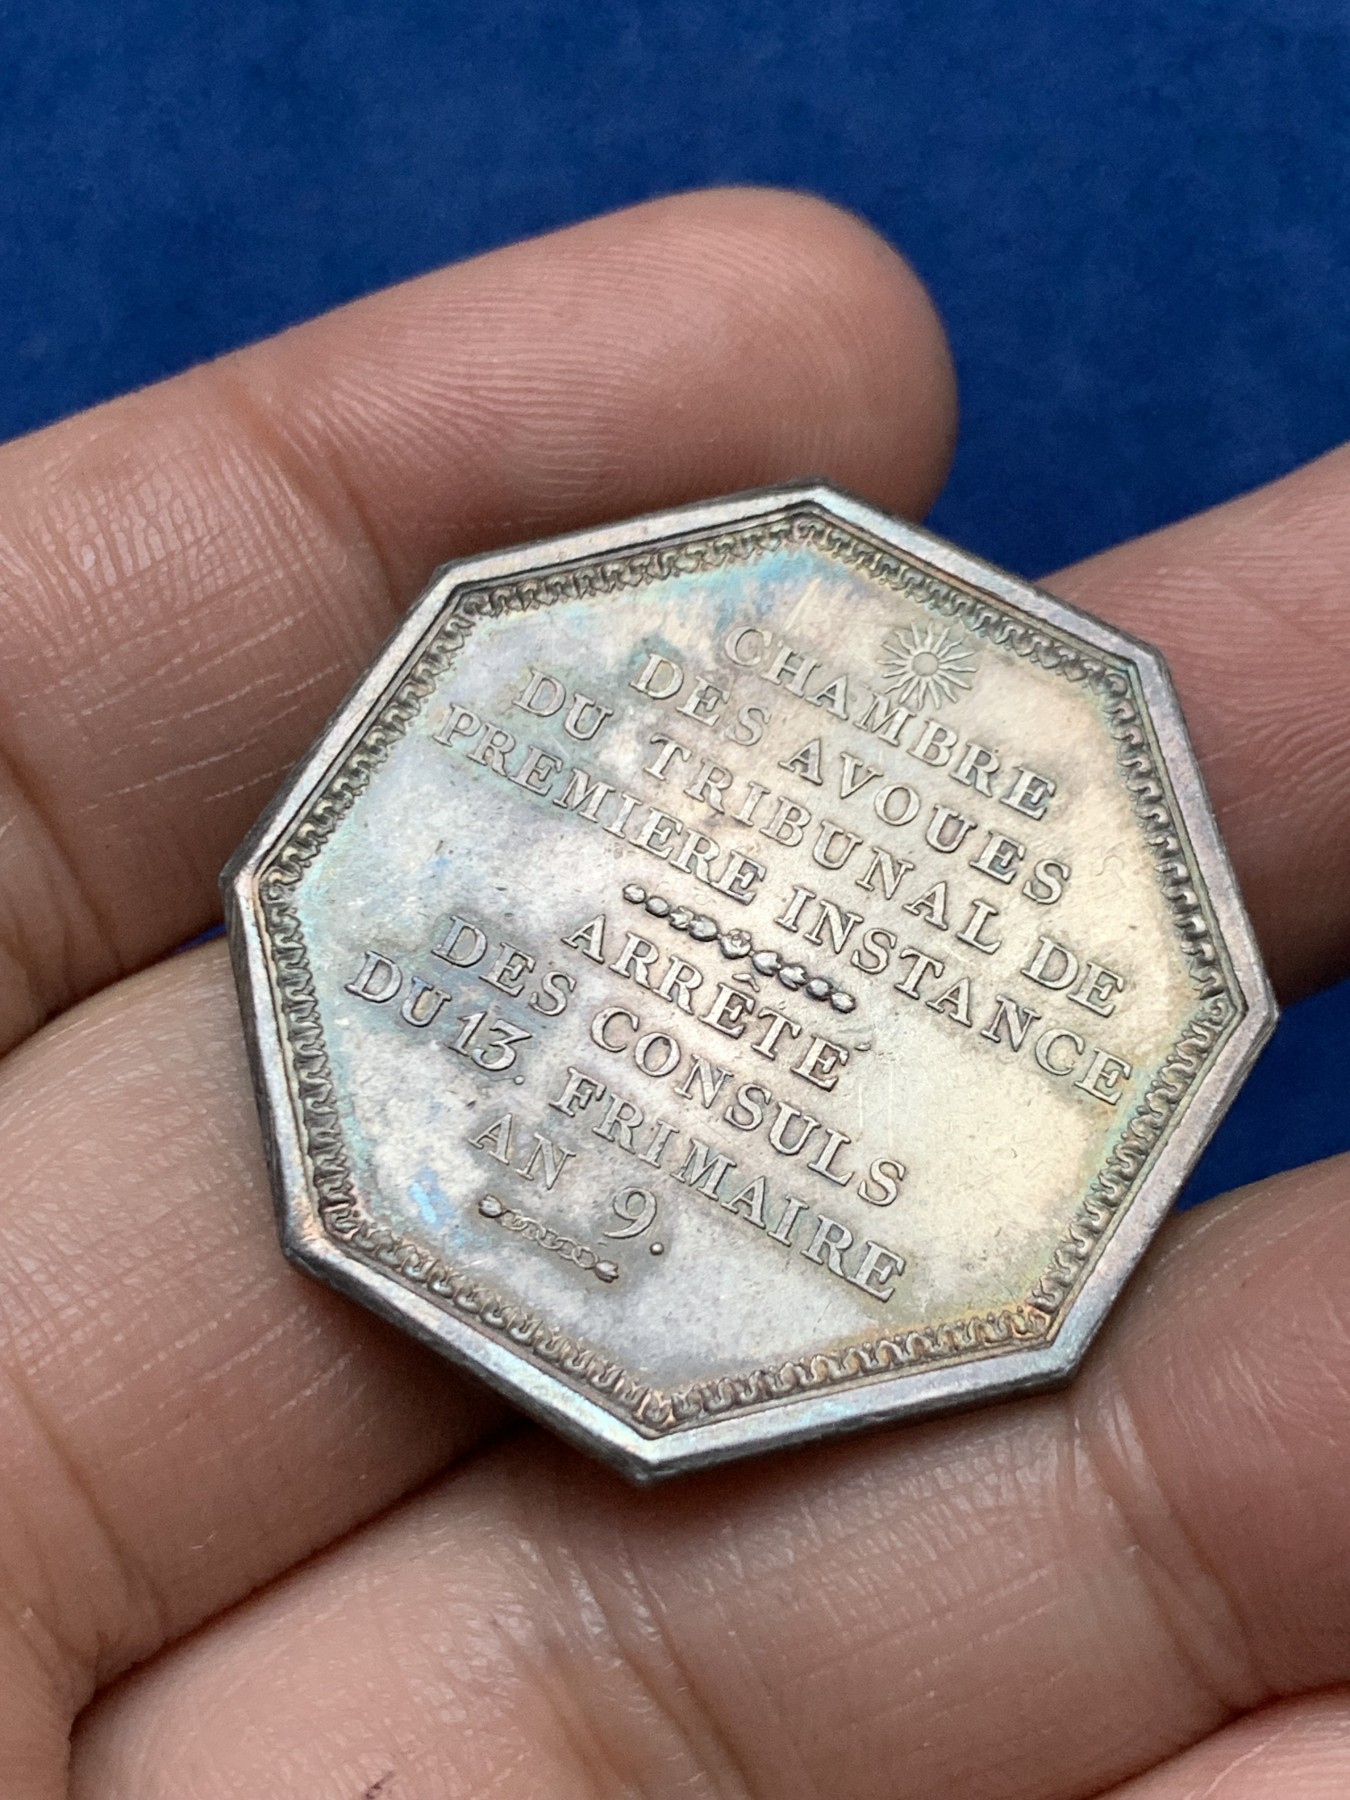 CHAMBRE
DES AVOUES
DU TRIBUNAL DE
PREMIERE INSTANCE
ARRÊTÉ
DES CONSULS
DU 13. FRIMAIRE
AN 9.